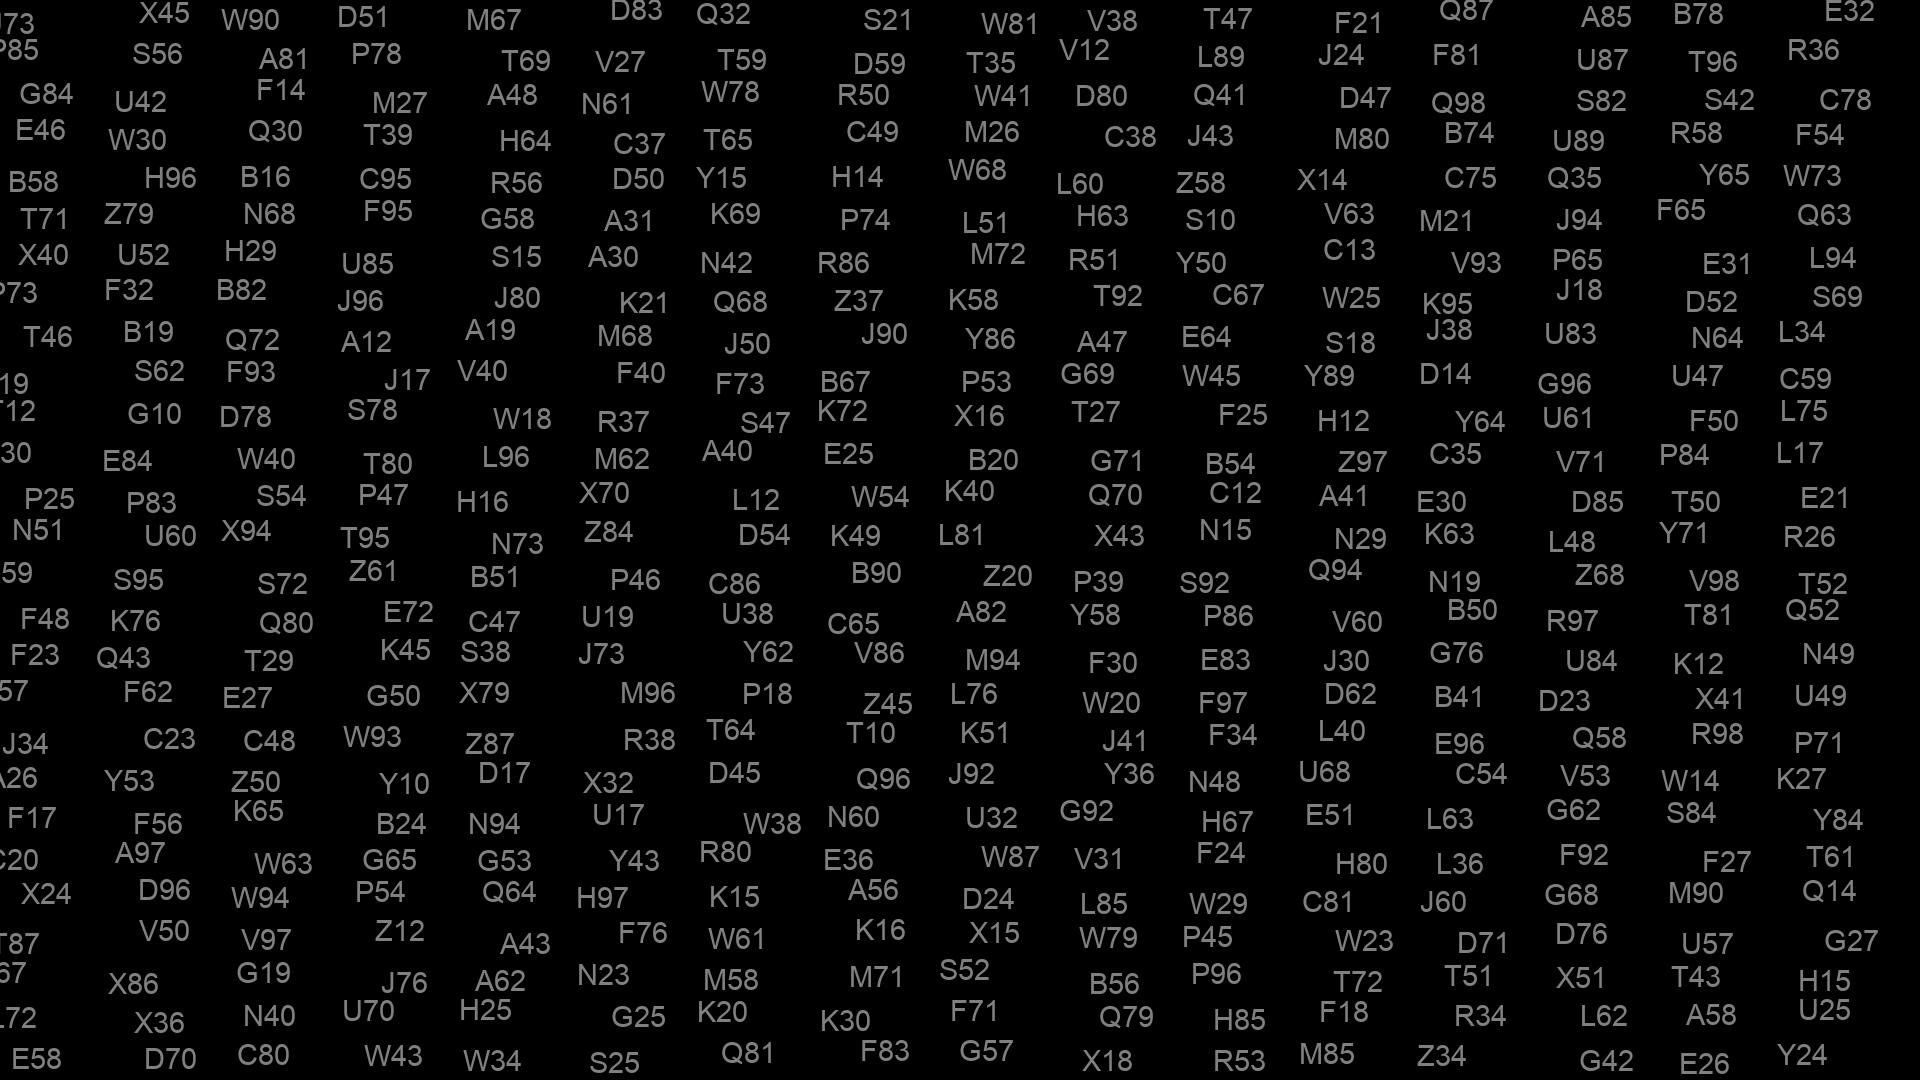 J73 X45 W90 D51 M67 D83 Q32 S21 W81 V38 T47 F21 Q87 A85 B78 E32
P85 S56 A81 P78 T69 V27 T59 D59 T35 V12 L89 J24 F81 U87 T96 R36
G84 U42 F14 M27 A48 N61 W78 R50 W41 D80 Q41 D47 Q98 S82 S42 C78
E46 W30 Q30 T39 H64 C37 T65 C49 M26 C38 J43 M80 B74 U89 R58 F54
B58 H96 B16 C95 R56 D50 Y15 H14 W68 L60 Z58 X14 C75 Q35 Y65 W73
T71 Z79 N68 F95 G58 A31 K69 P74 L51 H63 S10 V63 M21 J94 F65 Q63
X40 U52 H29 U85 S15 A30 N42 R86 M72 R51 Y50 C13 V93 P65 E31 L94
P73 F32 B82 J96 J80 K21 Q68 Z37 K58 T92 C67 W25 K95 J18 D52 S69
T46 B19 Q72 A12 A19 M68 J50 J90 Y86 A47 E64 S18 J38 U83 N64 L34
19 S62 F93 J17 V40 F40 F73 B67 P53 G69 W45 Y89 D14 G96 U47 C59
T12 G10 D78 S78 W18 R37 S47 K72 X16 T27 F25 H12 Y64 U61 F50 L75
30 E84 W40 T80 L96 M62 A40 E25 B20 G71 B54 Z97 C35 V71 P84 L17
P25 P83 S54 P47 H16 X70 L12 W54 K40 Q70 C12 A41 E30 D85 T50 E21
N51 U60 X94 T95 N73 Z84 D54 K49 L81 X43 N15 N29 K63 L48 Y71 R26
59 S95 S72 Z61 B51 P46 C86 B90 Z20 P39 S92 Q94 N19 Z68 V98 T52
F48 K76 Q80 E72 C47 U19 U38 C65 A82 Y58 P86 V60 B50 R97 T81 Q52
F23 Q43 T29 K45 S38 J73 Y62 V86 M94 F30 E83 J30 G76 U84 K12 N49
57 F62 E27 G50 X79 M96 P18 Z45 L76 W20 F97 D62 B41 D23 X41 U49
J34 C23 C48 W93 Z87 R38 T64 T10 K51 J41 F34 L40 E96 Q58 R98 P71
A26 Y53 Z50 Y10 D17 X32 D45 Q96 J92 Y36 N48 U68 C54 V53 W14 K27
F17 F56 K65 B24 N94 U17 W38 N60 U32 G92 H67 E51 L63 G62 S84 Y84
C20 A97 W63 G65 G53 Y43 R80 E36 W87 V31 F24 H80 L36 F92 F27 T61
X24 D96 W94 P54 Q64 H97 K15 A56 D24 L85 W29 C81 J60 G68 M90 Q14
T87 V50 V97 Z12 A43 F76 W61 K16 X15 W79 P45 W23 D71 D76 U57 G27
67 X86 G19 J76 A62 N23 M58 M71 S52 B56 P96 T72 T51 X51 T43 H15
L72 X36 N40 U70 H25 G25 K20 K30 F71 Q79 H85 F18 R34 L62 A58 U25
E58 D70 C80 W43 W34 S25 Q81 F83 G57 X18 R53 M85 Z34 G42 E26 Y24